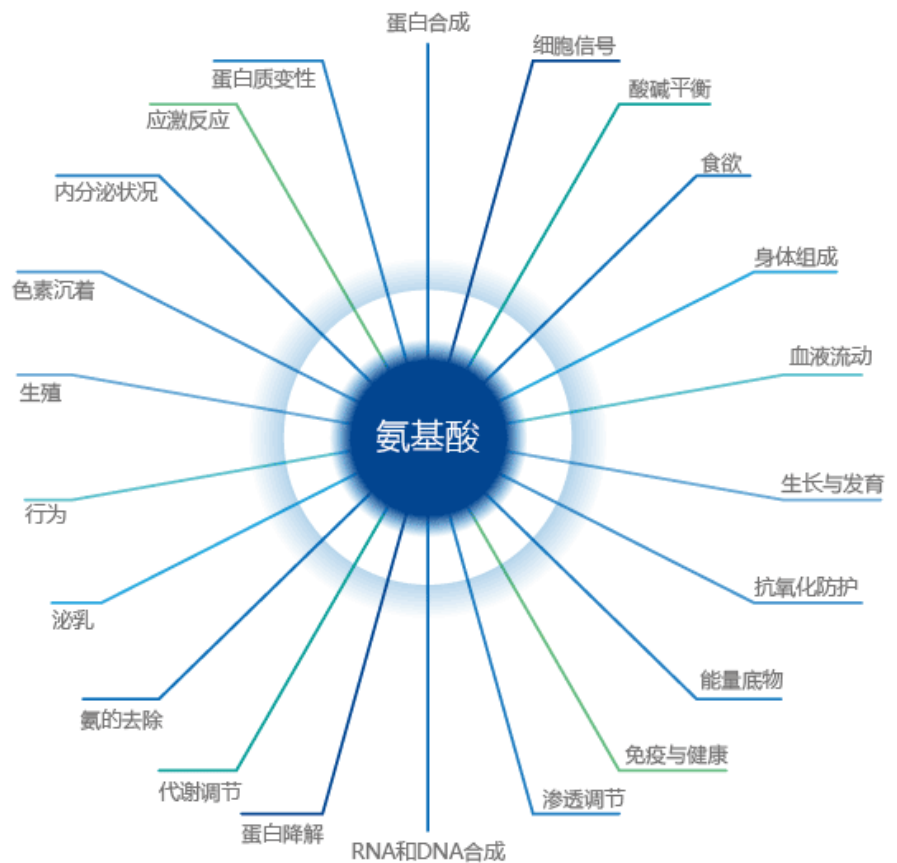 蛋白合成
细胞信号
蛋白质变性
酸碱平衡
应激反应
食欲
内分泌状况
身体组成
色素沉着
血液流动
生殖
氨基酸
生长与发育
行为
抗氧化防护
泌乳
能量底物
氨的去除
免疫与健康
代谢调节
渗透调节
蛋白降解
RNA和DNA合成